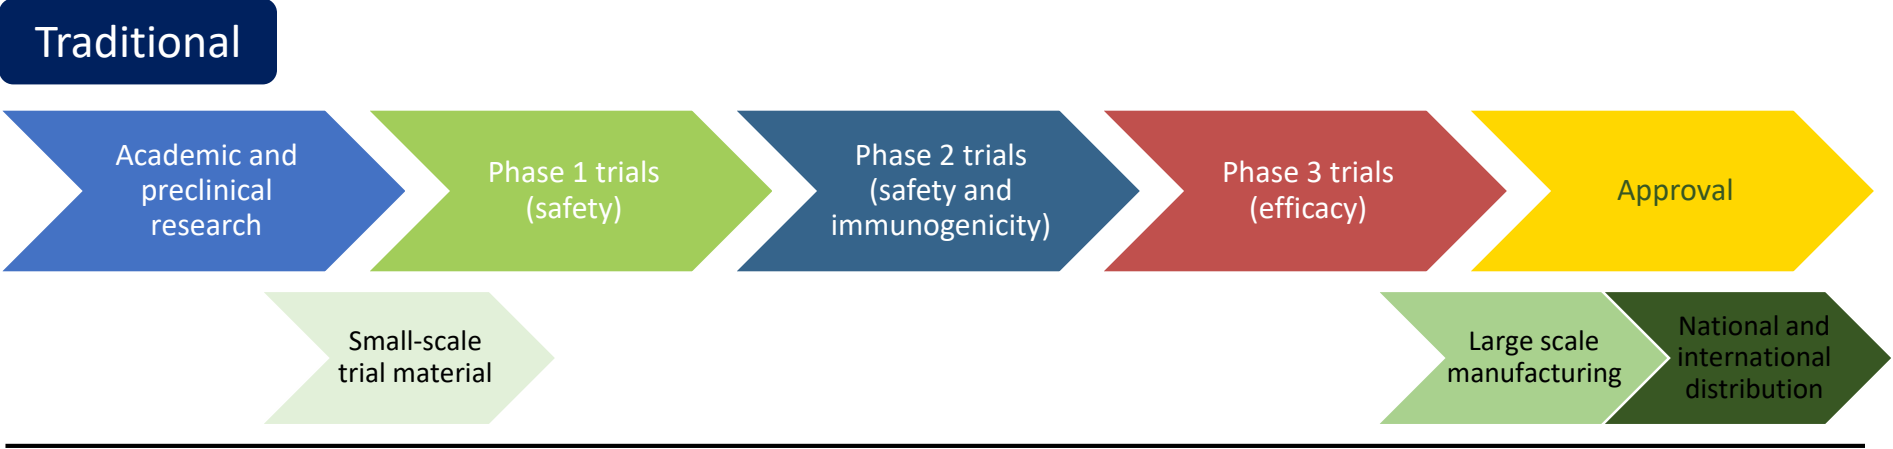 Traditional
Academic and
preclinical
research
Phase 1 trials
(safety)
Phase 2 trials
(safety and
immunogenicity)
Phase 3 trials
(efficacy)
Approval
Small-scale
trial material
Large scale
manufacturing
National and
international
distribution